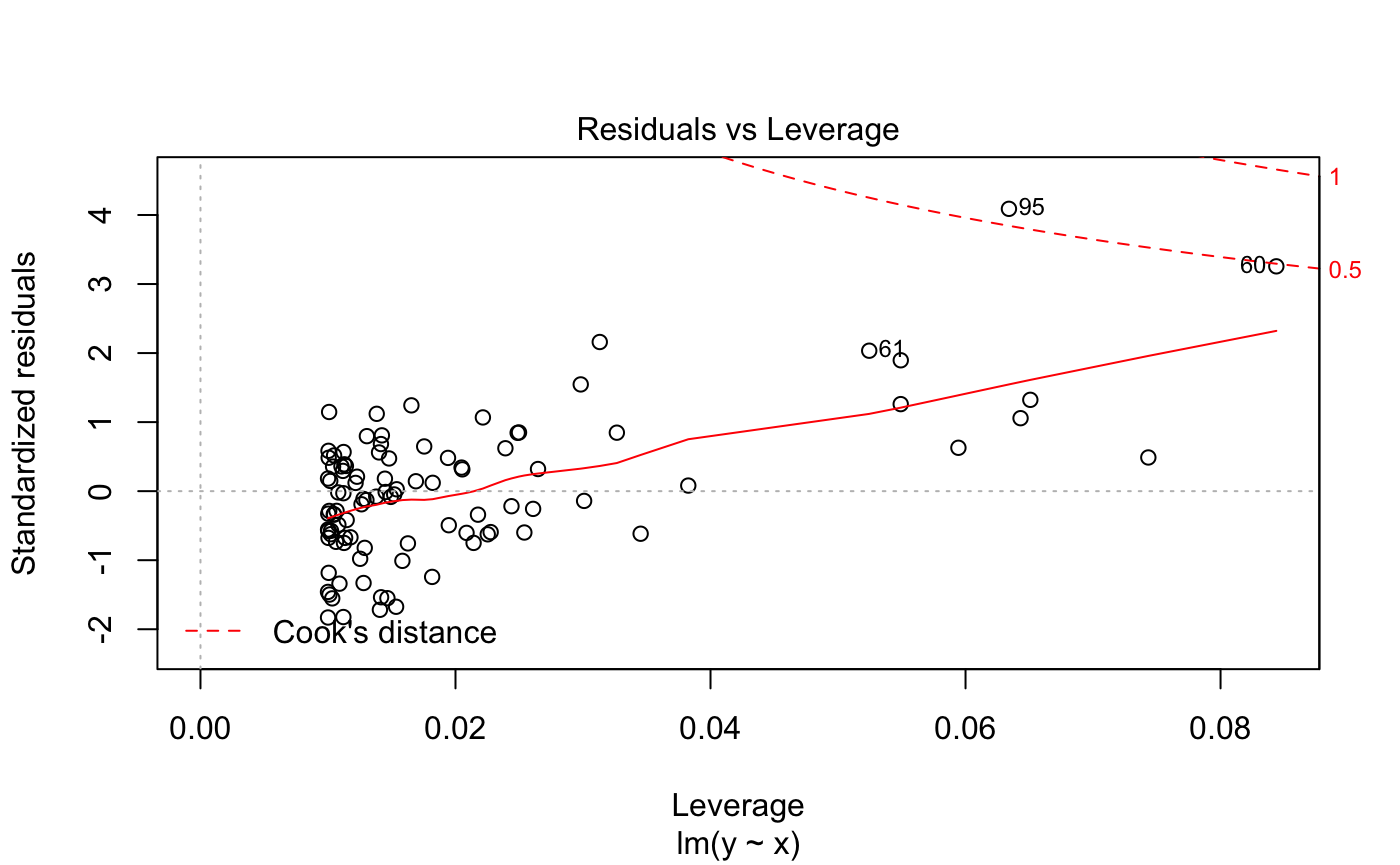 Residuals vs Leverage
Standardized residuals
4
3
2
1
0
-1
-2
1
0.5
95
60
61
Cook's distance
0.00 0.02 0.04 0.06 0.08
Leverage
lm(y ~ x)